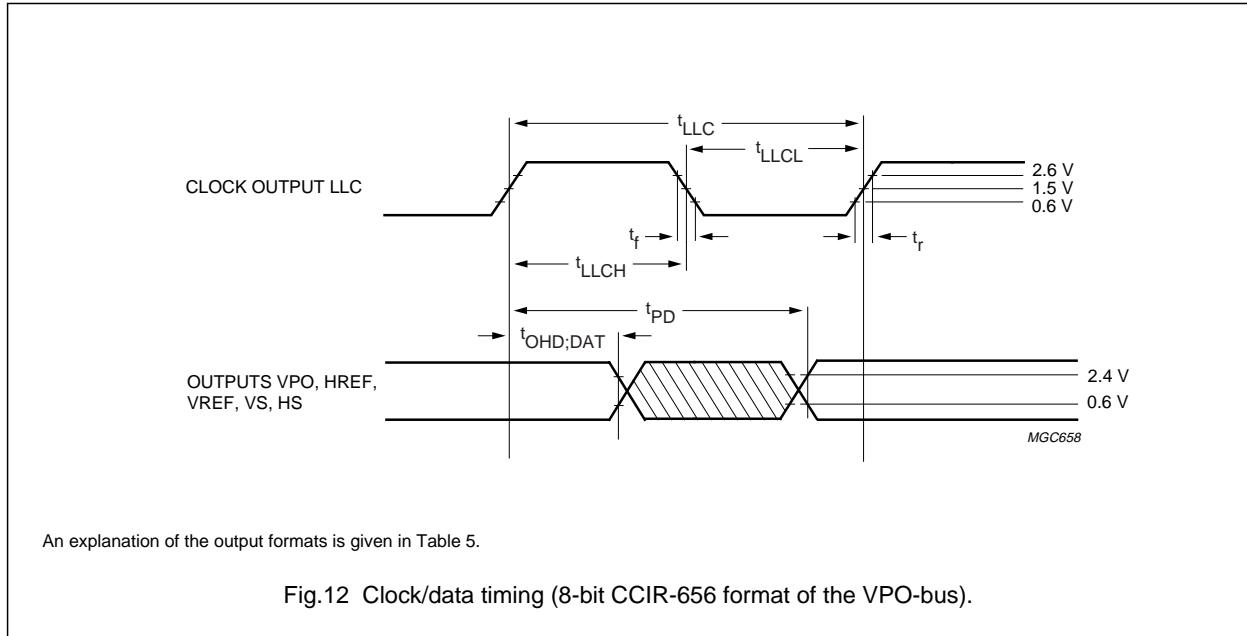 tLLC
tLLCL
CLOCK OUTPUT LLC
2.6 V
1.5 V
0.6 V
tf
tr
tLLCH
tPD
tOHD;DAT
OUTPUTS VPO, HREF,
VREF, VS, HS
2.4 V
0.6 V
MGC658
An explanation of the output formats is given in Table 5.
Fig.12 Clock/data timing (8-bit CCIR-656 format of the VPO-bus).